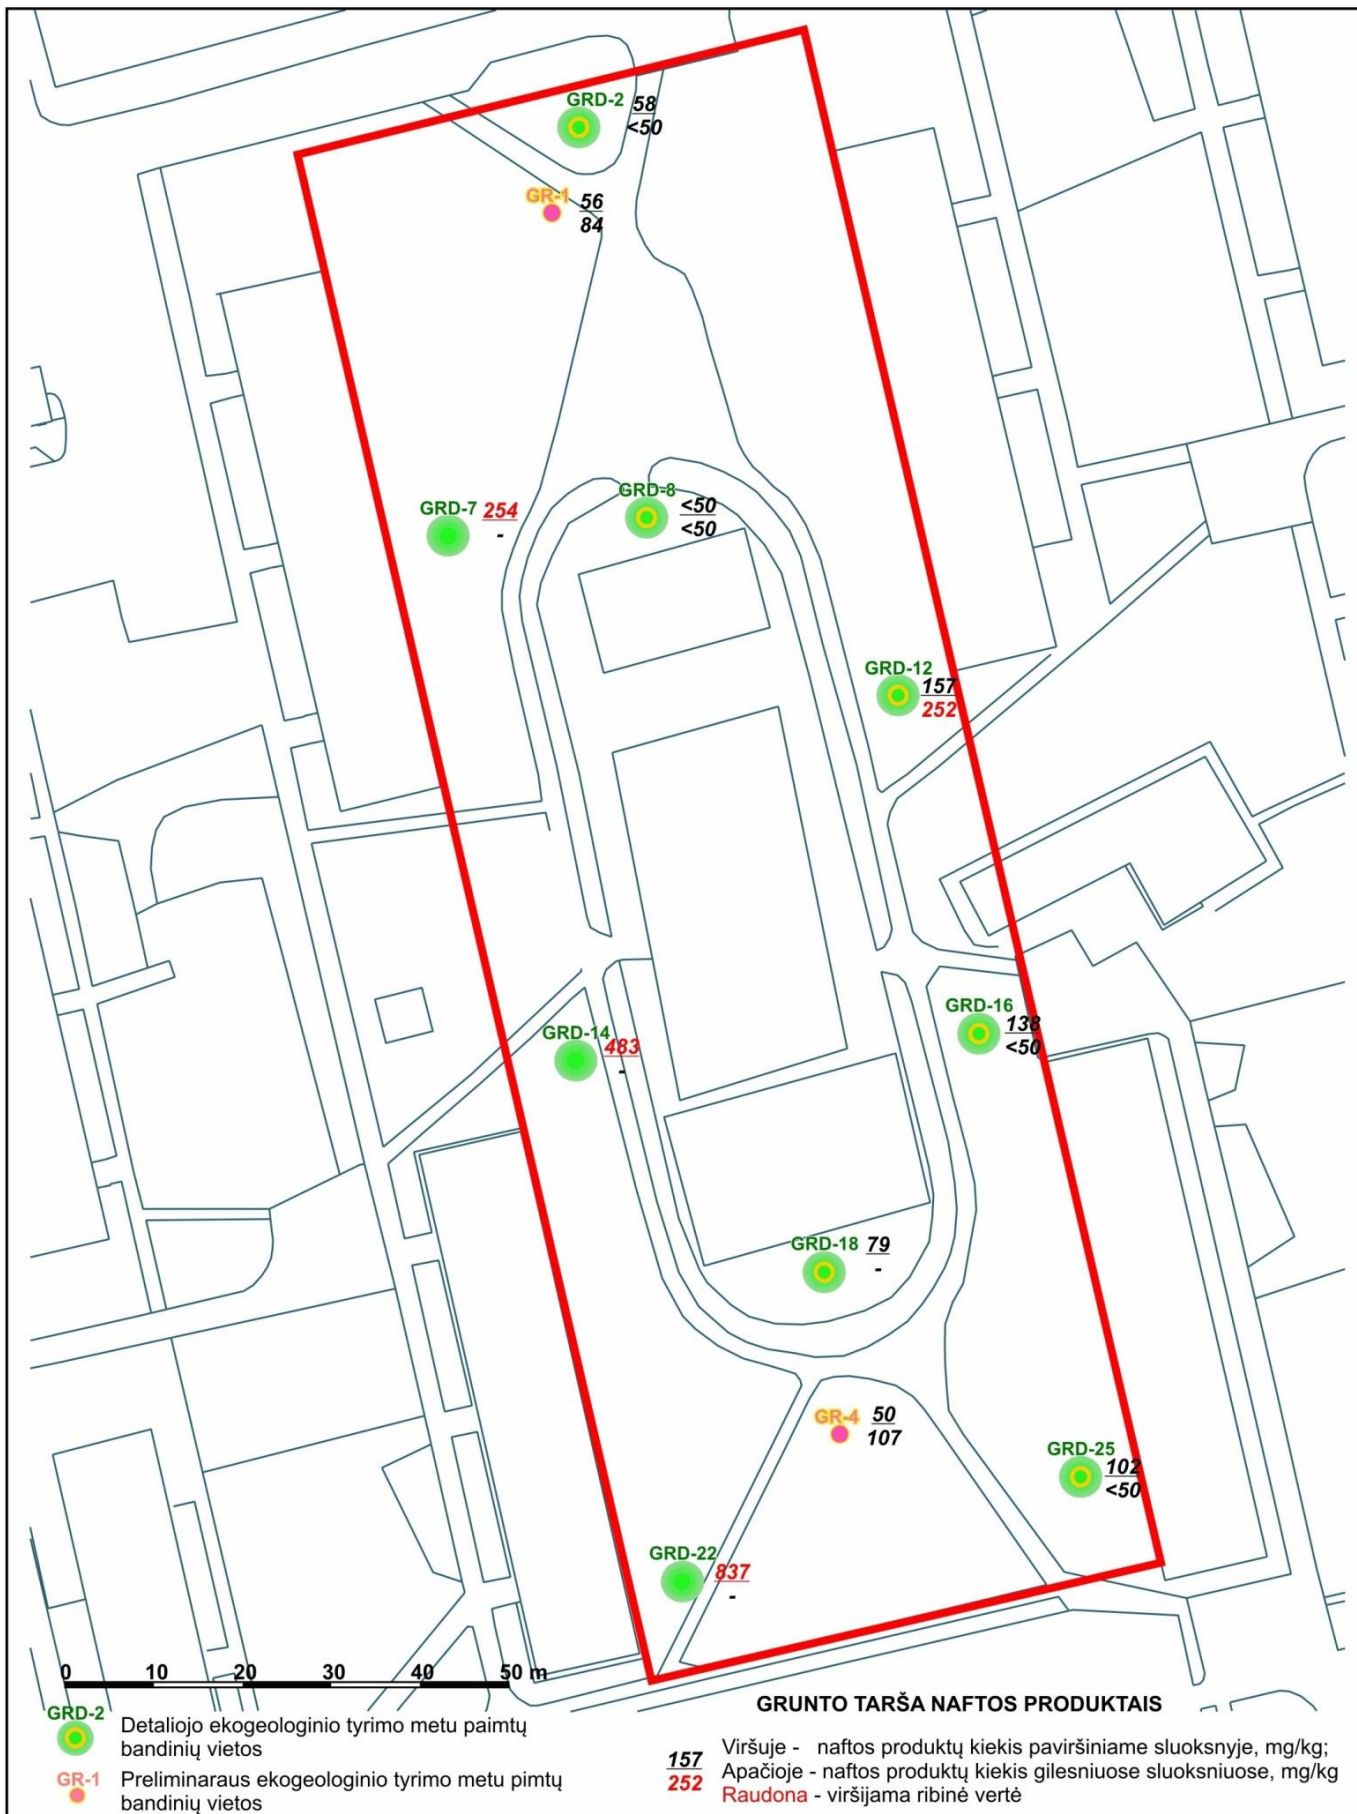 GRD-2 58
<50
GR-1 56
84
GRD-7 254
-
GRD-8 <50
<50
GRD-12 157
252
GRD-14 483
-
GRD-16 138
<50
GRD-18 79
-
GR-4 50
107
GRD-25 102
<50
GRD-22 837
-
0 10 20 30 40 50 m
GRD-2 Detaliojo ekogeologinio tyrimo metu paimtų
bandinių vietos
GR-1 Preliminaraus ekogeologinio tyrimo metu pimtų
bandinių vietos
GRUNTO TARŠA NAFTOS PRODUKTAIS
157 Viršuje - naftos produktų kiekis paviršiniame sluoksnyje, mg/kg;
252 Apačioje - naftos produktų kiekis gilesniuose sluoksniuose, mg/kg
Raudona - viršijama ribinė vertė